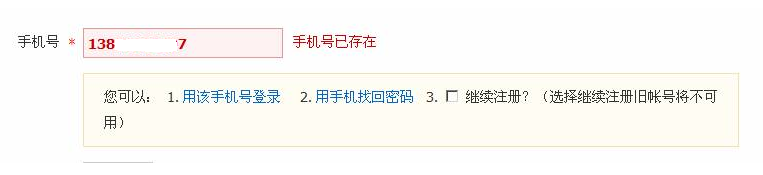 手机号 * 138 7 手机号已存在
您可以： 1. 用该手机号登录 2. 用手机找回密码 3. 继续注册？（选择继续注册旧帐号将不可
用）